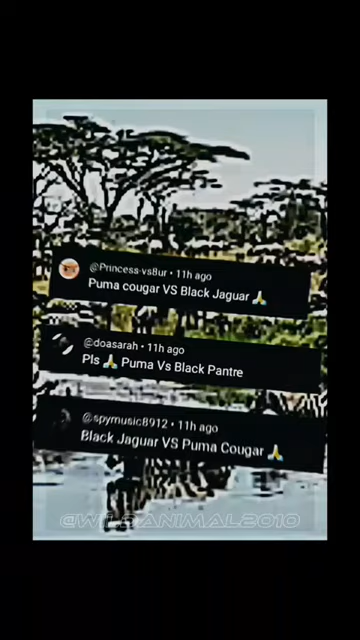 @Princess-vs8ur • 11h ago
Puma cougar VS Black Jaguar 🙏
@doasarah • 11h ago
Pls 🙏 Puma Vs Black Pantre
@spymusic8912 • 11h ago
Black Jaguar VS Puma Cougar 🙏
@WILDANIMAL2010